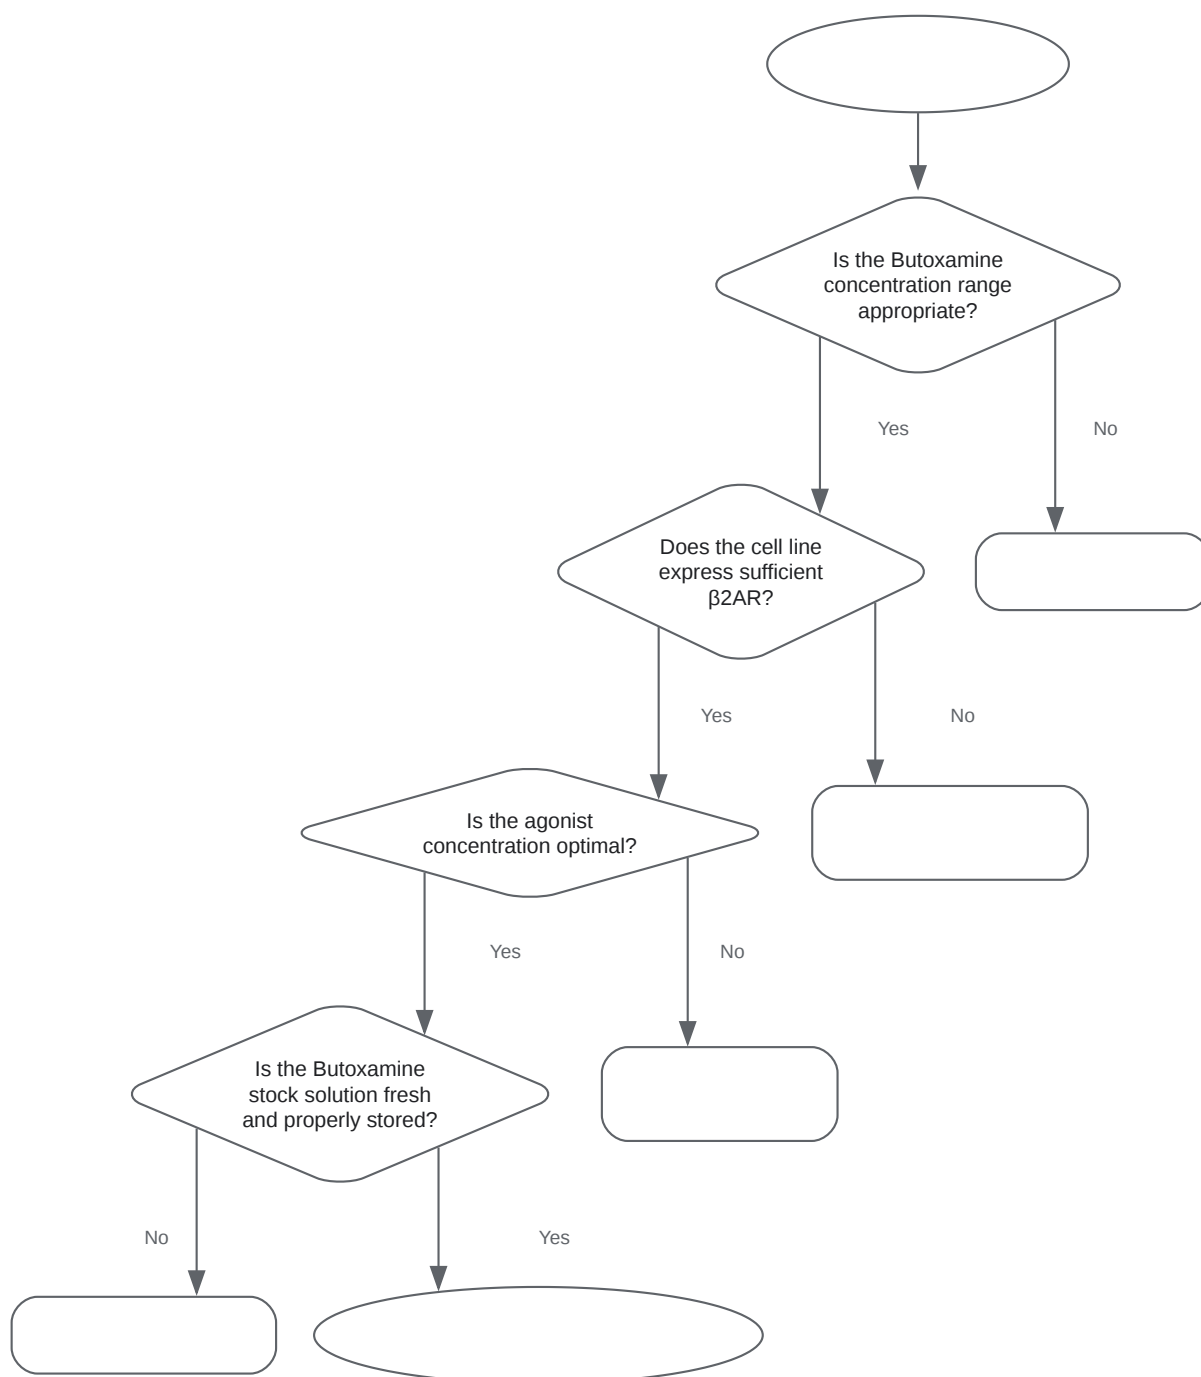 Is the Butoxamine
concentration range
appropriate?
Yes
No
Does the cell line
express sufficient
β2AR?
Yes
No
Is the agonist
concentration optimal?
Yes
No
Is the Butoxamine
stock solution fresh
and properly stored?
No
Yes